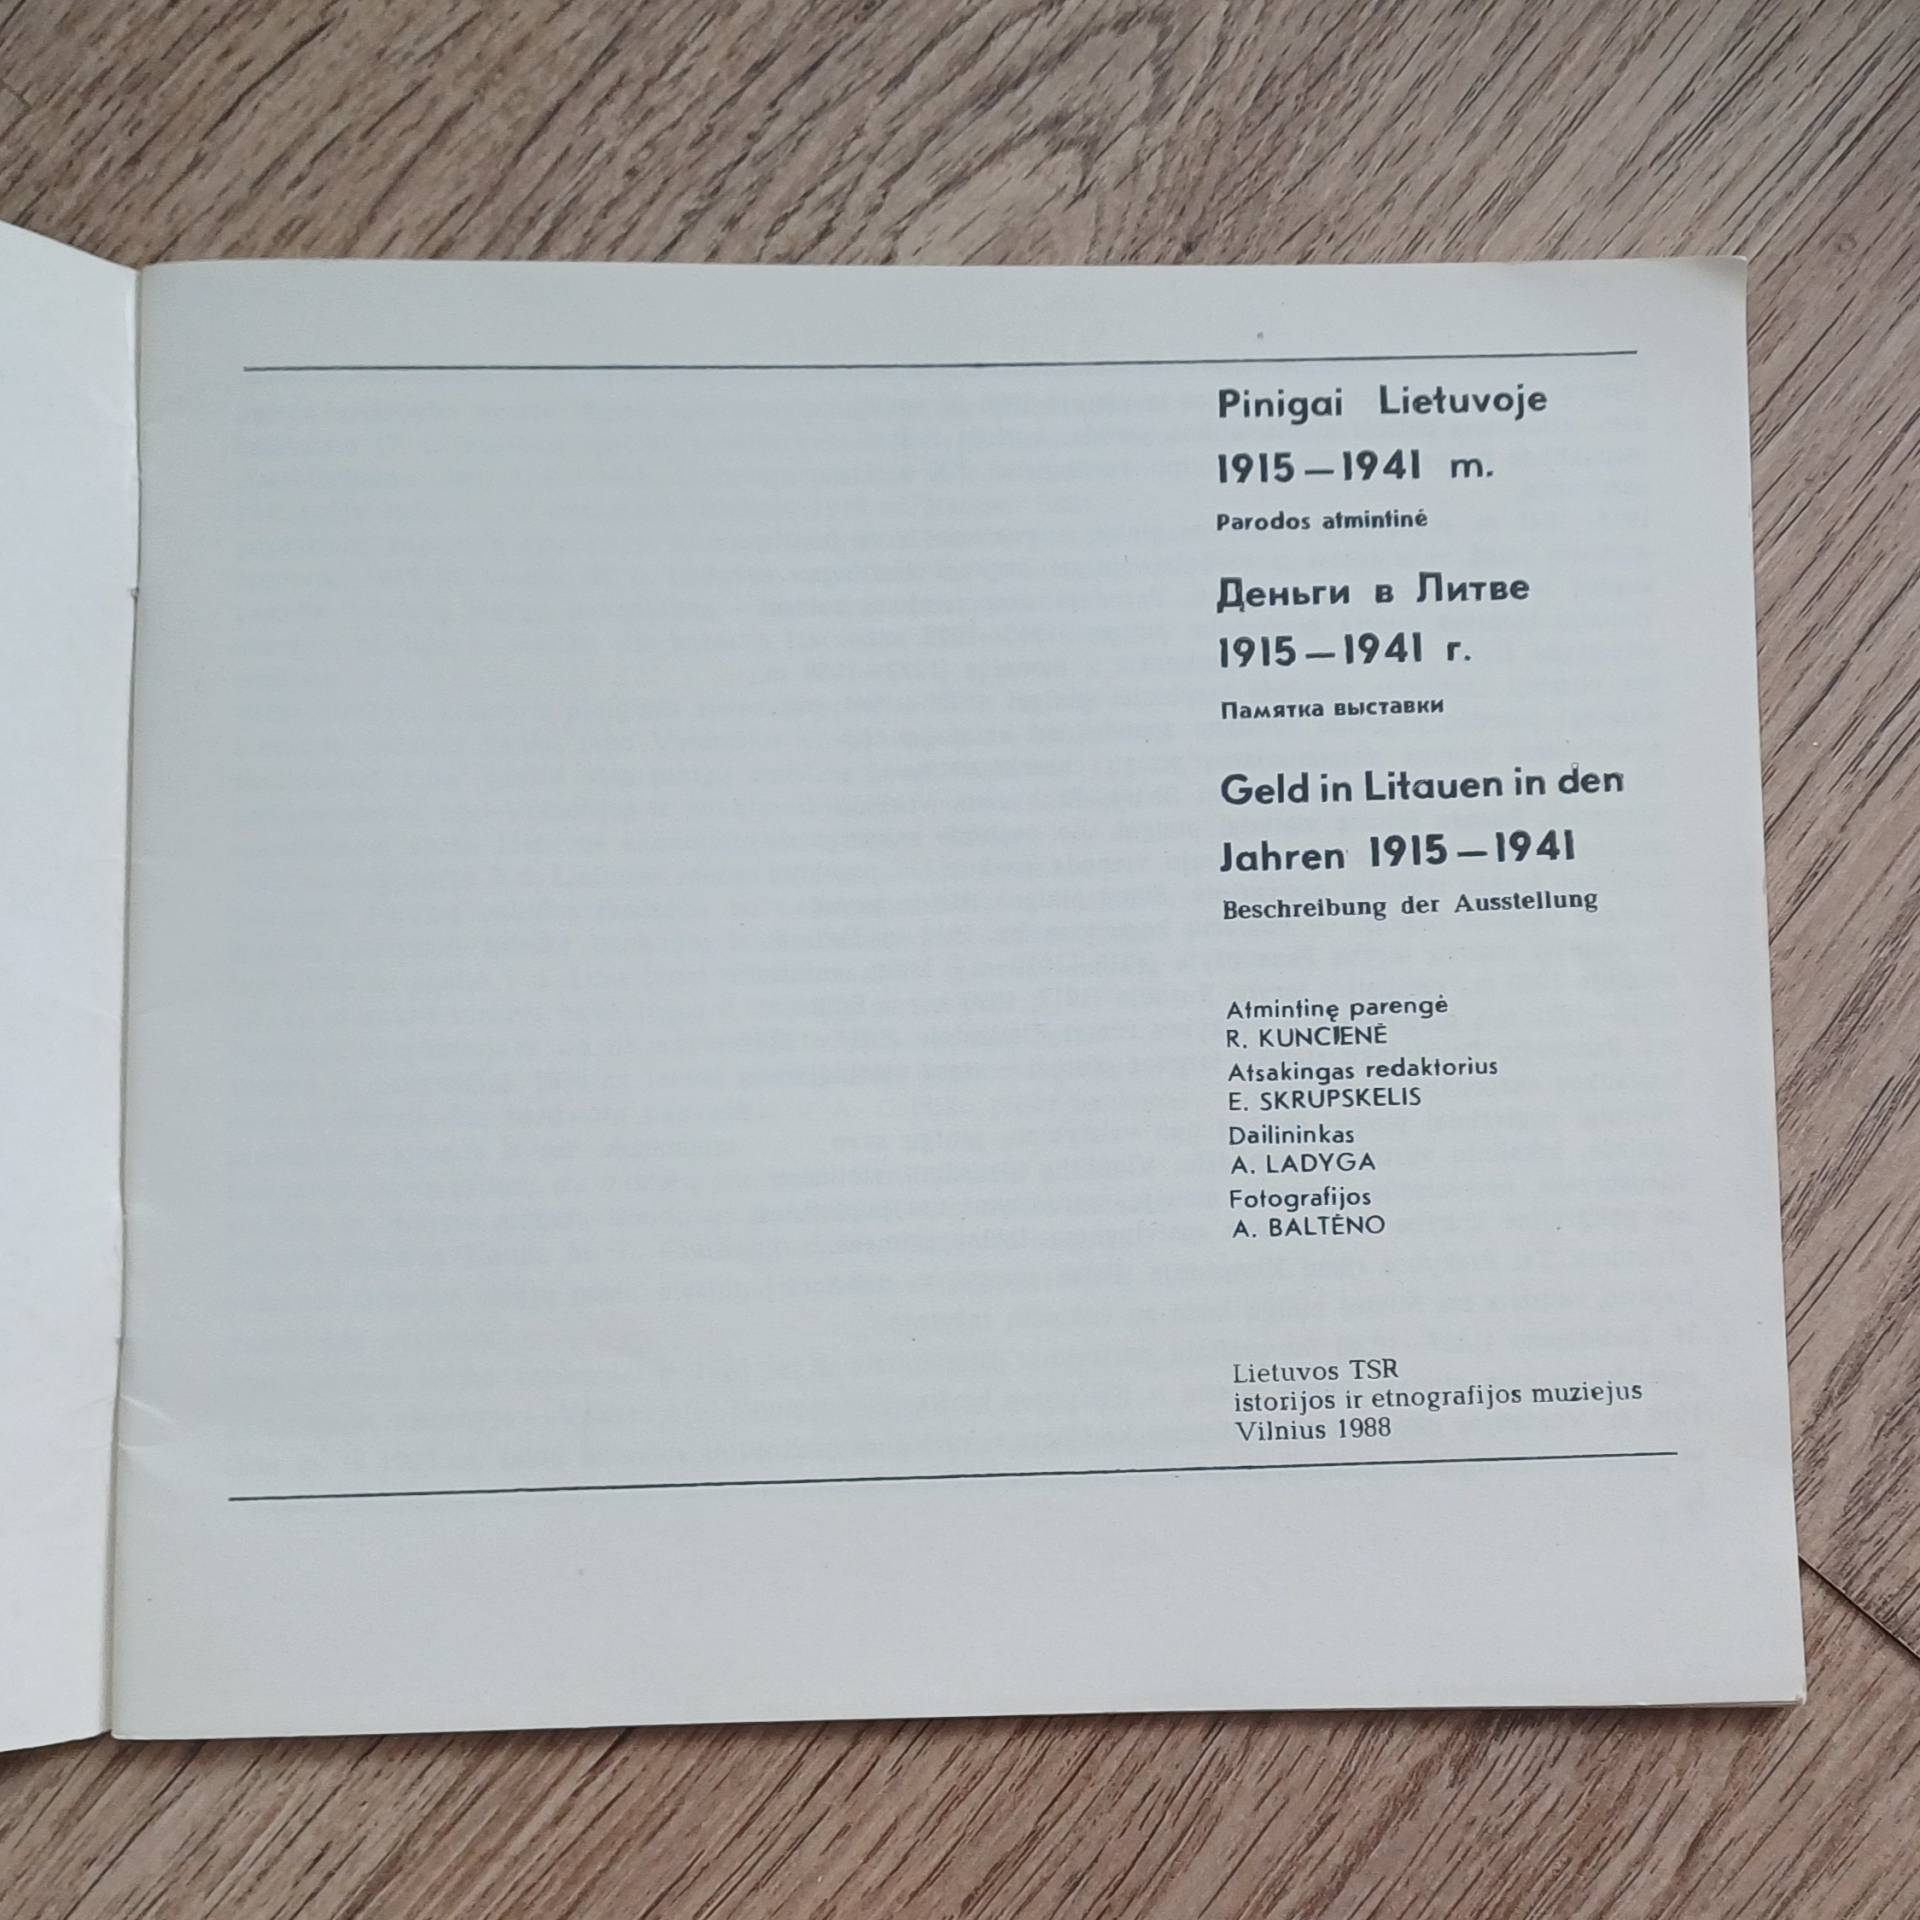 Pinigai Lietuvoje
1915—1941 m.
Parodos atmintinė
Деньги в Литве
1915—1941 г.
Памятка выставки
Geld in Litauen in den
Jahren 1915—1941
Beschreibung der Ausstellung
Atmintinę parengė
R. KUNCIENĖ
Atsakingas redaktorius
E. SKRUPSKELIS
Dailininkas
A. LADYGA
Fotografijos
A. BALTĖNO
Lietuvos TSR
istorijos ir etnografijos muziejus
Vilnius 1988